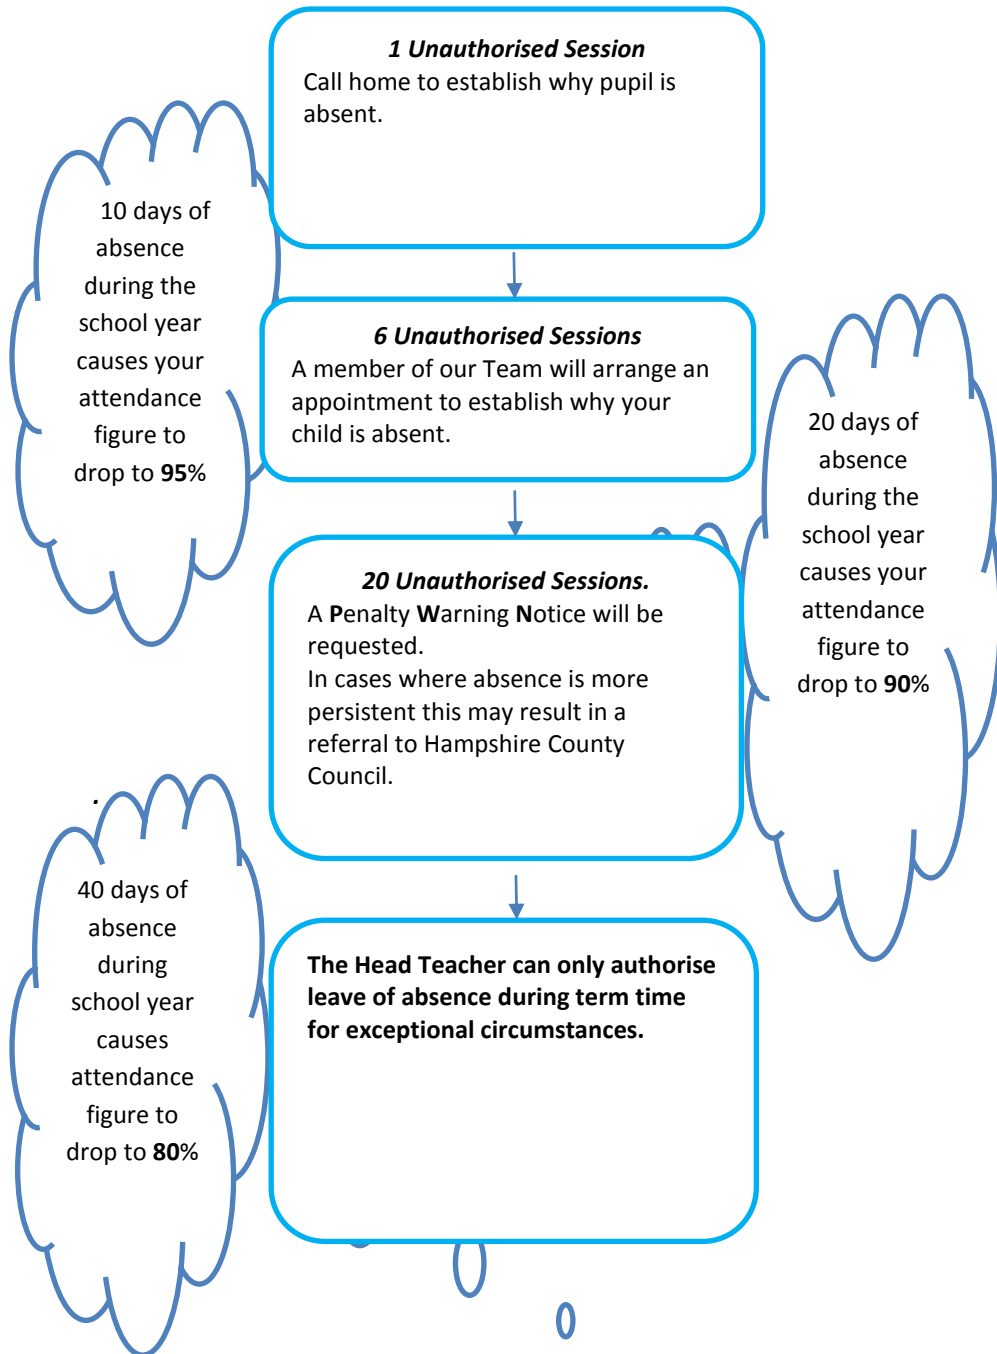 1 Unauthorised Session
Call home to establish why pupil is
absent.
10 days of
absence
during the
school year
causes your
attendance
figure to
drop to 95%
6 Unauthorised Sessions
A member of our Team will arrange an
appointment to establish why your
child is absent.
20 days of
absence
during the
school year
causes your
attendance
figure to
drop to 90%
20 Unauthorised Sessions.
A Penalty Warning Notice will be
requested.
In cases where absence is more
persistent this may result in a
referral to Hampshire County
Council.
.
40 days of
absence
during
school year
causes
attendance
figure to
drop to 80%
The Head Teacher can only authorise
leave of absence during term time
for exceptional circumstances.